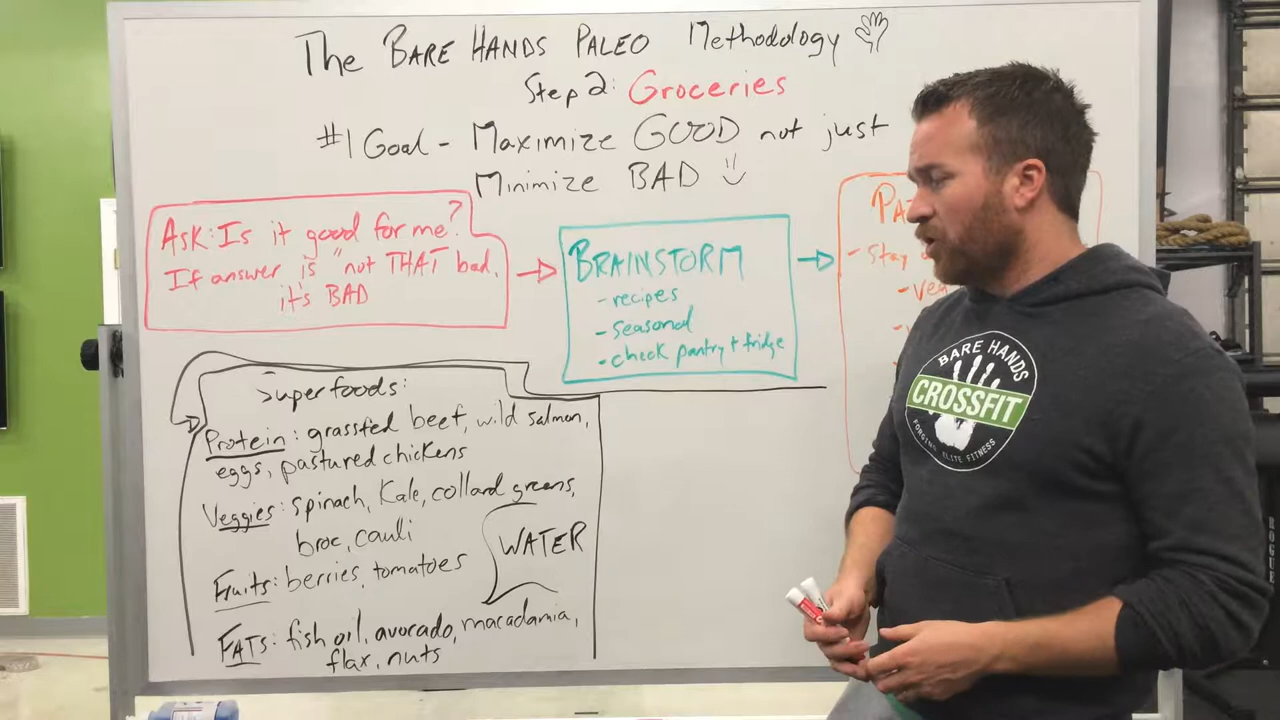 The BARE HANDS PALEO Methodology
Step 2: Groceries
#1 Goal - Maximize GOOD not just
Minimize BAD
Ask: Is it good for me?
If answer is "not THAT bad,
it's BAD
BRAINSTORM
- recipes
- seasonal
- check pantry + fridge
- stay
Superfoods:
Protein: grassfed beef, wild salmon,
eggs, pastured chickens
Veggies: spinach, Kale, collard greens,
broc, cauli
WATER
Fruits: berries, tomatoes
FATS: fish oil, avocado, macadamia,
flax, nuts
BARE HANDS
CROSSFIT
FORGING ELITE FITNESS
ROGUE